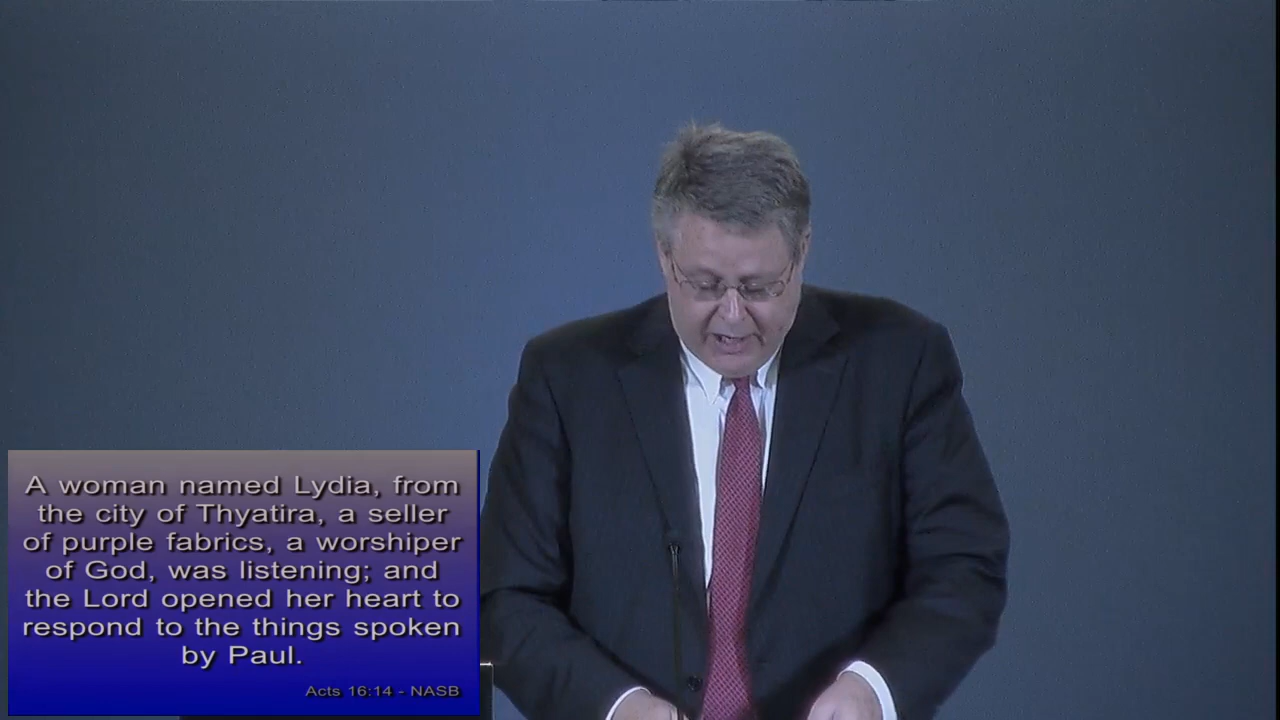 A woman named Lydia, from
the city of Thyatira, a seller
of purple fabrics, a worshiper
of God, was listening; and
the Lord opened her heart to
respond to the things spoken
by Paul.
Acts 16:14 - NASB